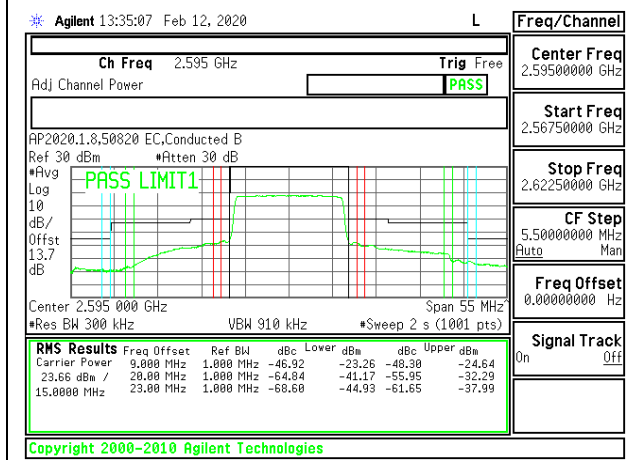 Agilent 13:35:07 Feb 12, 2020 L Freq/Channel
Ch Freq 2.595 GHz Trig Free
Adj Channel Power PASS
Center Freq
2.59500000 GHz
Start Freq
2.56750000 GHz
Stop Freq
2.62250000 GHz
CF Step
5.50000000 MHz
Auto Man
Freq Offset
0.00000000 Hz
Signal Track
On Off
AP2020.1.8,50820 EC,Conducted B
Ref 30 dBm #Atten 30 dB
#Avg
Log
10
dB/
Offst
13.7
dB
PASS LIMIT1
Center 2.595 000 GHz Span 55 MHz^
#Res BW 300 kHz VBW 910 kHz #Sweep 2 s (1001 pts)
RMS Results Freq Offset Ref BW dBc Lower dBm dBc Upper dBm
Carrier Power 9.000 MHz 1.000 MHz -46.92 -23.26 -48.30 -24.64
23.66 dBm / 20.00 MHz 1.000 MHz -64.84 -41.17 -55.95 -32.29
15.0000 MHz 23.00 MHz 1.000 MHz -68.60 -44.93 -61.65 -37.99
Copyright 2000-2010 Agilent Technologies